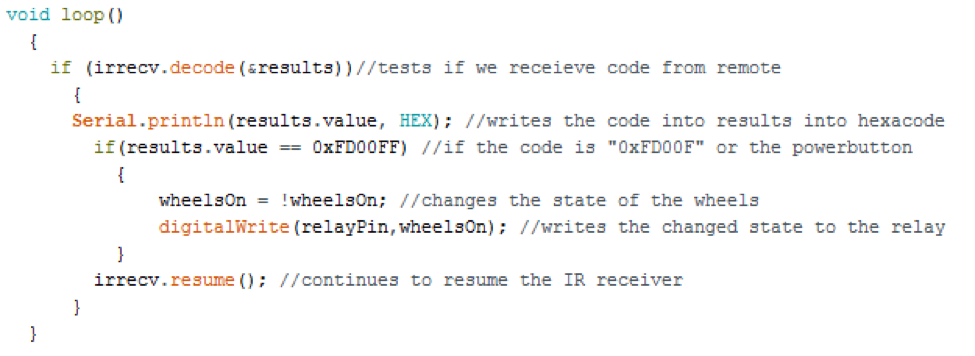 void loop()
{
if (irrecv.decode(&results))//tests if we receieve code from remote
{
Serial.println(results.value, HEX); //writes the code into results into hexacode
if(results.value == 0xFD00FF) //if the code is "0xFD00F" or the powerbutton
{
wheelsOn = !wheelsOn; //changes the state of the wheels
digitalWrite(relayPin,wheelsOn); //writes the changed state to the relay
}
irrecv.resume(); //continues to resume the IR receiver
}
}